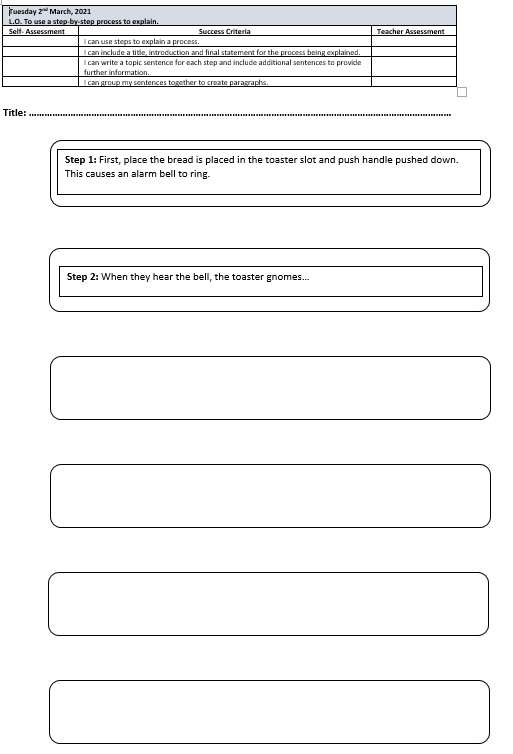 Tuesday 2nd March, 2021
L.O. To use a step-by-step process to explain.
Self- Assessment Success Criteria Teacher Assessment
I can use steps to explain a process.
I can include a title, introduction and final statement for the process being explained.
I can write a topic sentence for each step and include additional sentences to provide
further information.
I can group my sentences together to create paragraphs.
Title: ……………………………………………………………………………………………………………………………………
Step 1: First, place the bread is placed in the toaster slot and push handle pushed down.
This causes an alarm bell to ring.
Step 2: When they hear the bell, the toaster gnomes…